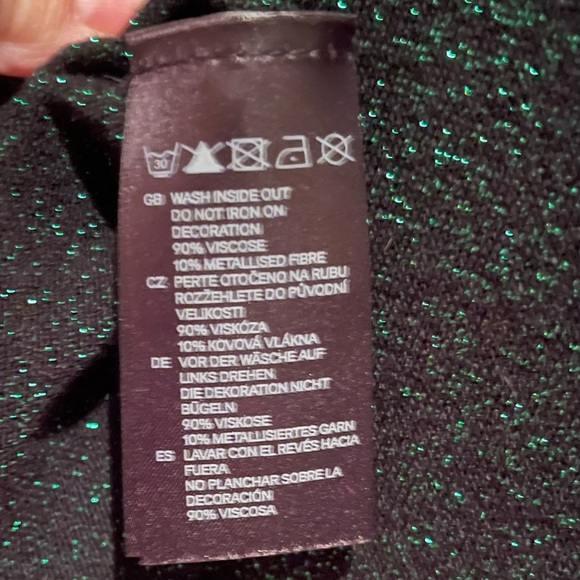 30
GB WASH INSIDE OUT
DO NOT IRON ON
DECORATION
90% VISCOSE
10% METALLISED FIBRE
CZ PERTE OTOČENO NA RUBU
ROZŽEHLETE DO PŮVODNÍ
VELIKOSTI
90% VISKÓZA
10% KOVOVÁ VLÁKNA
DE VOR DER WÄSCHE AUF
LINKS DREHEN
DIE DEKORATION NICHT
BÜGELN
90% VISKOSE
10% METALLISIERTES GARN
ES LAVAR CON EL REVÉS HACIA
FUERA
NO PLANCHAR SOBRE LA
DECORACIÓN
90% VISCOSA